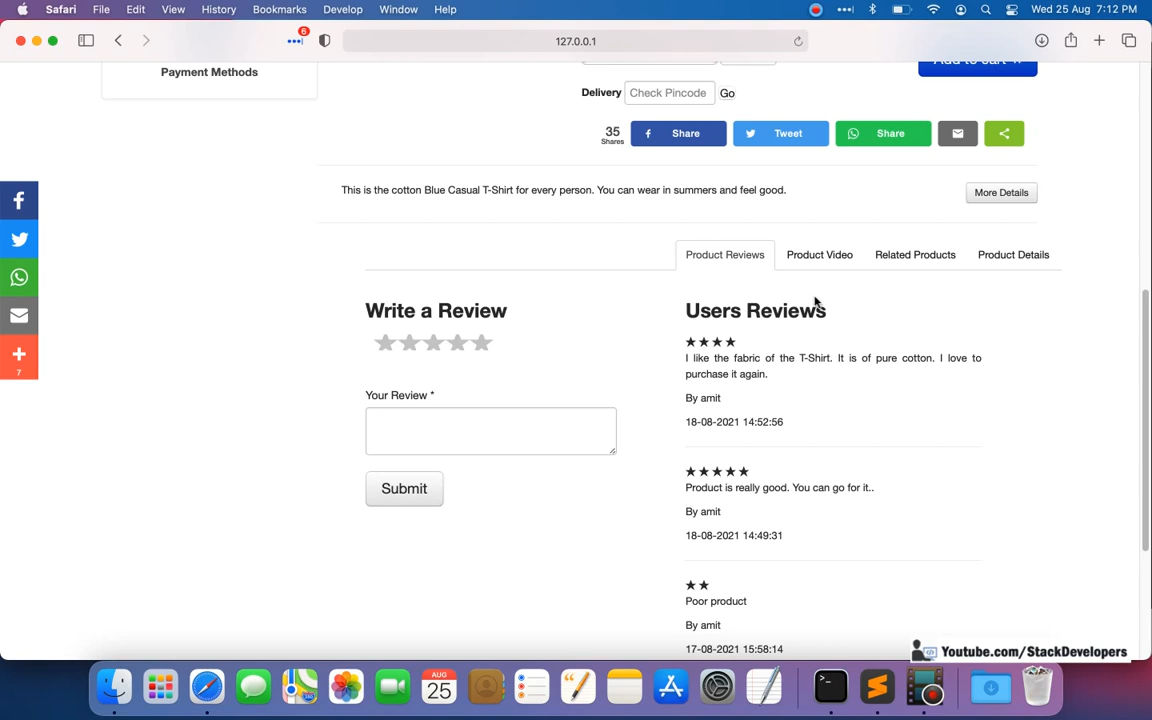 Safari File Edit View History Bookmarks Develop Window Help Wed 25 Aug 7:12 PM
6
127.0.0.1
Payment Methods
Add to cart
Delivery Check Pincode Go
35
Shares
Share Tweet Share
This is the cotton Blue Casual T-Shirt for every person. You can wear in summers and feel good. More Details
Product Reviews Product Video Related Products Product Details
7
Write a Review
Your Review *
Submit
Users Reviews
★★★★
I like the fabric of the T-Shirt. It is of pure cotton. I love to
purchase it again.
By amit
18-08-2021 14:52:56
★★★★★
Product is really good. You can go for it..
By amit
18-08-2021 14:49:31
★★
Poor product
By amit
17-08-2021 15:58:14
Youtube.com/StackDevelopers
AUG
25